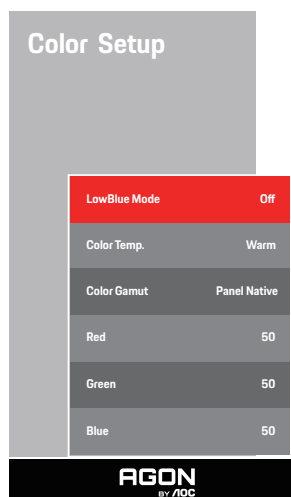 Color Setup
LowBlue Mode Off
Color Temp. Warm
Color Gamut Panel Native
Red 50
Green 50
Blue 50
AGON
BY AOC